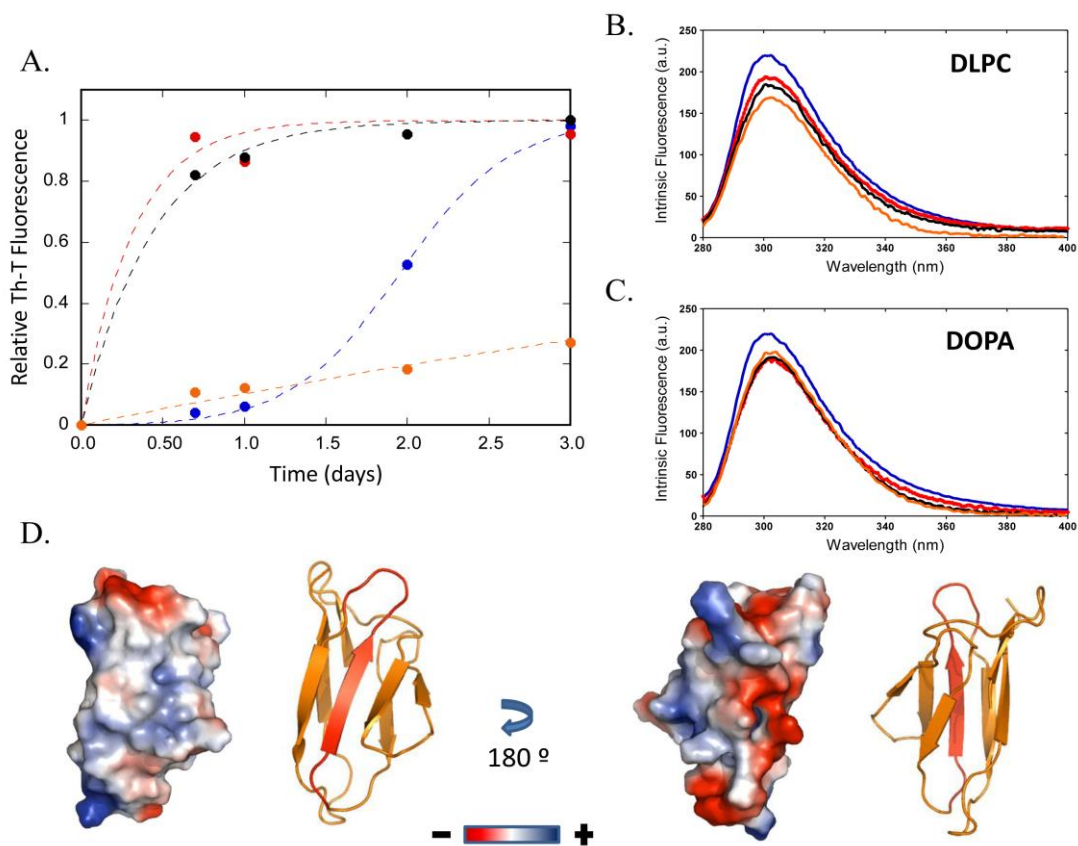 A.
Relative Th-T Fluorescence
1
0.8
0.6
0.4
0.2
0
0.0 0.50 1.0 1.5 2.0 2.5 3.0
Time (days)
B.
DLPC
Intrinsic Fluorescence (a.u.)
250
200
150
100
50
0
280 300 320 340 360 380 400
Wavelength (nm)
C.
DOPA
Intrinsic Fluorescence (a.u.)
250
200
150
100
50
0
280 300 320 340 360 380 400
Wavelength (nm)
D.
180 º
- +